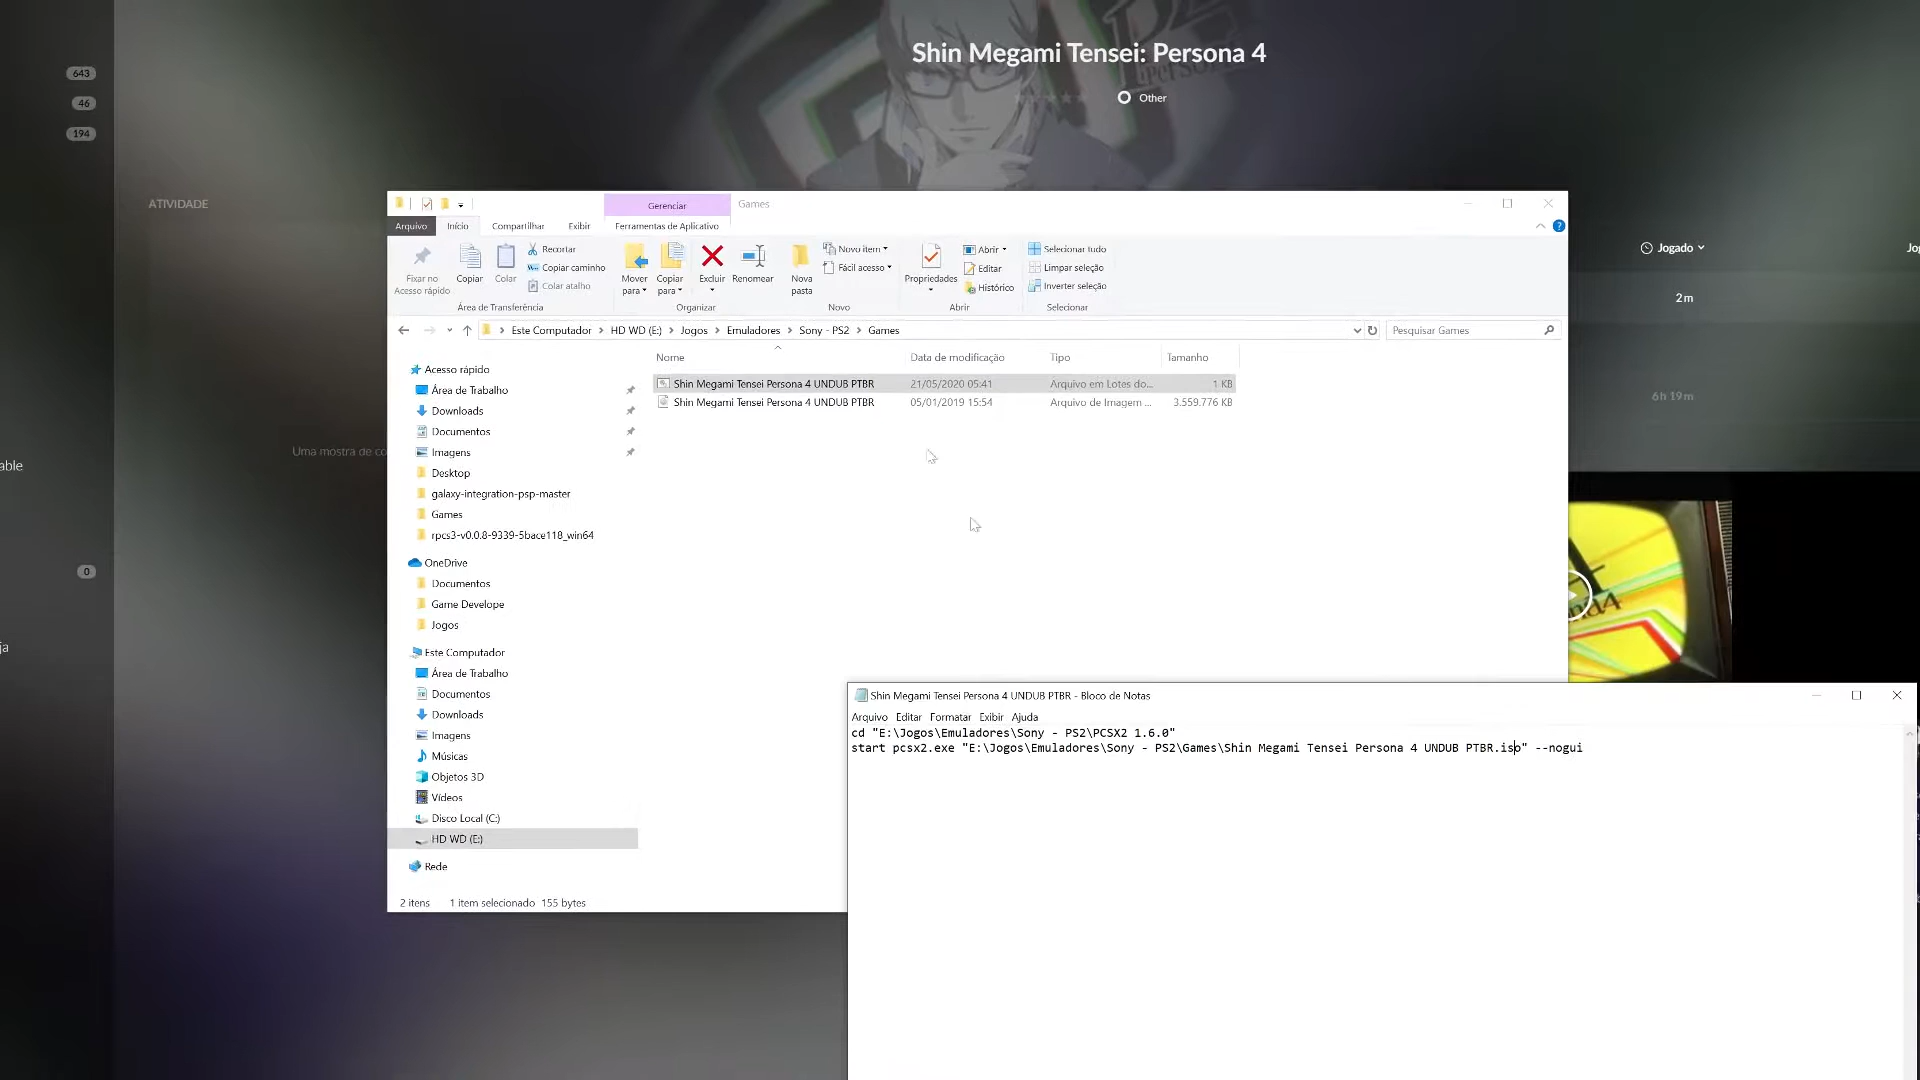 Shin Megami Tensei: Persona 4
Other
643
46
194
ATIVIDADE
Jogado
2m
6h 19m
Uma mostra de co
able
0
ja
Gerenciar
Games
Arquivo
Início
Compartilhar
Exibir
Ferramentas de Aplicativo
Fixar no
Acesso rápido
Copiar
Colar
Recortar
Copiar caminho
Colar atalho
Área de Transferência
Mover
para
Copiar
para
Excluir
Renomear
Organizar
Nova
pasta
Novo item
Fácil acesso
Novo
Propriedades
Abrir
Editar
Histórico
Abrir
Selecionar tudo
Limpar seleção
Inverter seleção
Selecionar
Este Computador > HD WD (E:) > Jogos > Emuladores > Sony - PS2 > Games
Pesquisar Games
Nome
Data de modificação
Tipo
Tamanho
Shin Megami Tensei Persona 4 UNDUB PTBR 21/05/2020 05:41 Arquivo em Lotes do... 1 KB
Shin Megami Tensei Persona 4 UNDUB PTBR 05/01/2019 15:54 Arquivo de Imagem ... 3.559.776 KB
Acesso rápido
Área de Trabalho
Downloads
Documentos
Imagens
Desktop
galaxy-integration-psp-master
Games
rpcs3-v0.0.8-9339-5bace118_win64
OneDrive
Documentos
Game Develope
Jogos
Este Computador
Área de Trabalho
Documentos
Downloads
Imagens
Músicas
Objetos 3D
Vídeos
Disco Local (C:)
HD WD (E:)
Rede
2 itens
1 item selecionado 155 bytes
Shin Megami Tensei Persona 4 UNDUB PTBR - Bloco de Notas
Arquivo Editar Formatar Exibir Ajuda
cd "E:\Jogos\Emuladores\Sony - PS2\PCSX2 1.6.0"
start pcsx2.exe "E:\Jogos\Emuladores\Sony - PS2\Games\Shin Megami Tensei Persona 4 UNDUB PTBR.iso" --nogui